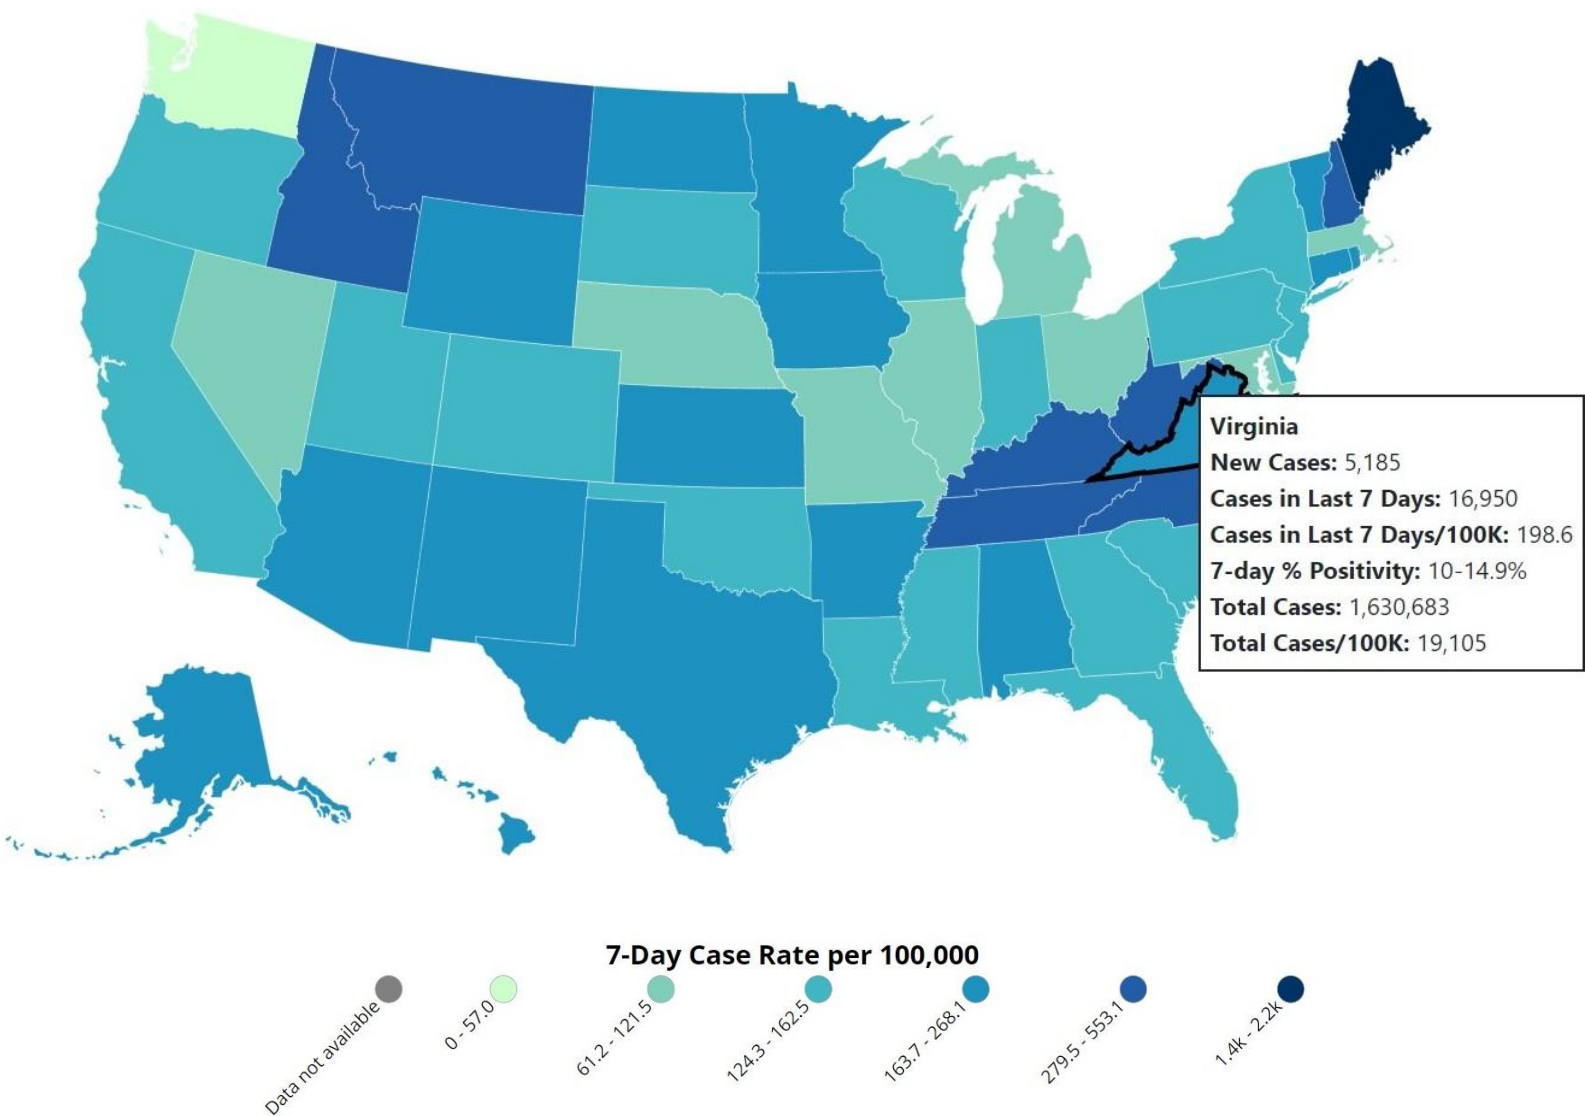 Virginia
New Cases: 5,185
Cases in Last 7 Days: 16,950
Cases in Last 7 Days/100K: 198.6
7-day % Positivity: 10-14.9%
Total Cases: 1,630,683
Total Cases/100K: 19,105
7-Day Case Rate per 100,000
Data not available
0 - 57.0
61.2 - 121.5
124.3 - 162.5
163.7 - 268.1
279.5 - 553.1
1.4k - 2.2k